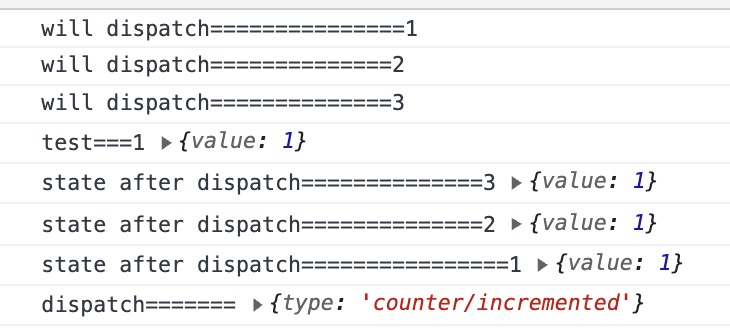 will dispatch===============1
will dispatch==============2
will dispatch==============3
test===1 ▶{value: 1}
state after dispatch==============3 ▶{value: 1}
state after dispatch==============2 ▶{value: 1}
state after dispatch================1 ▶{value: 1}
dispatch======= ▶{type: 'counter/incremented'}